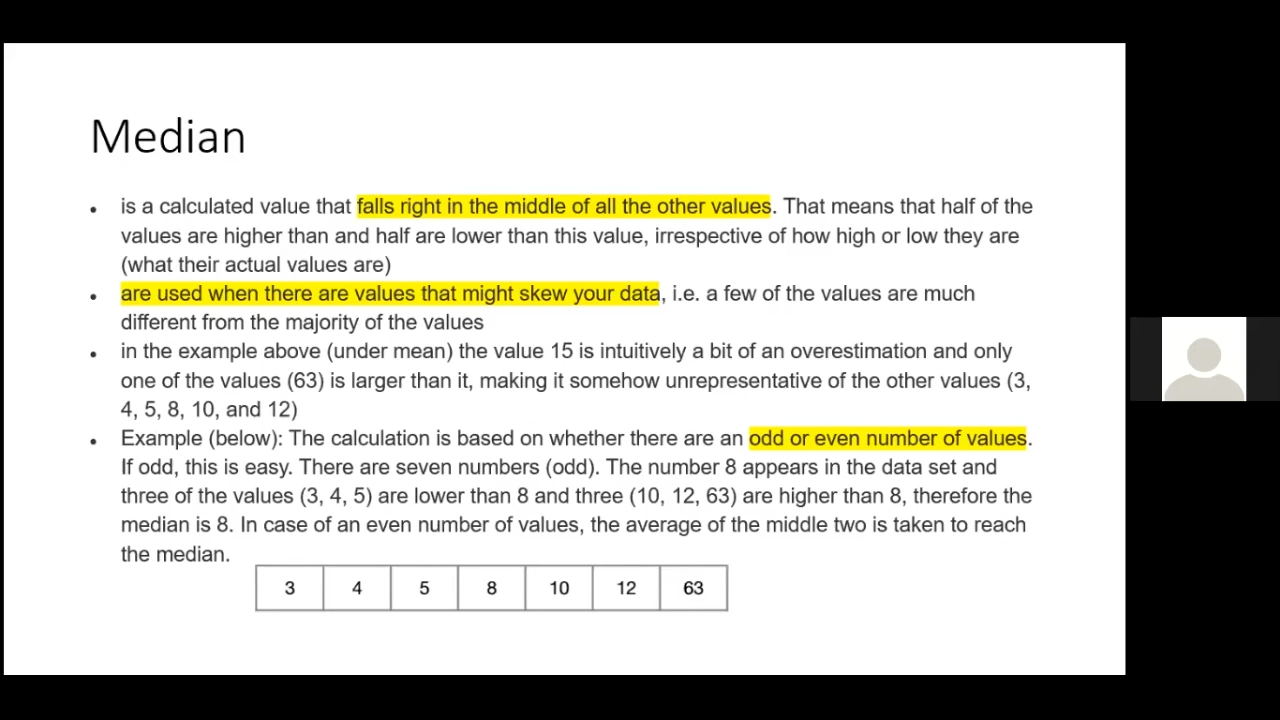 Median
• is a calculated value that falls right in the middle of all the other values. That means that half of the
values are higher than and half are lower than this value, irrespective of how high or low they are
(what their actual values are)
• are used when there are values that might skew your data, i.e. a few of the values are much
different from the majority of the values
• in the example above (under mean) the value 15 is intuitively a bit of an overestimation and only
one of the values (63) is larger than it, making it somehow unrepresentative of the other values (3,
4, 5, 8, 10, and 12)
• Example (below): The calculation is based on whether there are an odd or even number of values.
If odd, this is easy. There are seven numbers (odd). The number 8 appears in the data set and
three of the values (3, 4, 5) are lower than 8 and three (10, 12, 63) are higher than 8, therefore the
median is 8. In case of an even number of values, the average of the middle two is taken to reach
the median.
3 4 5 8 10 12 63